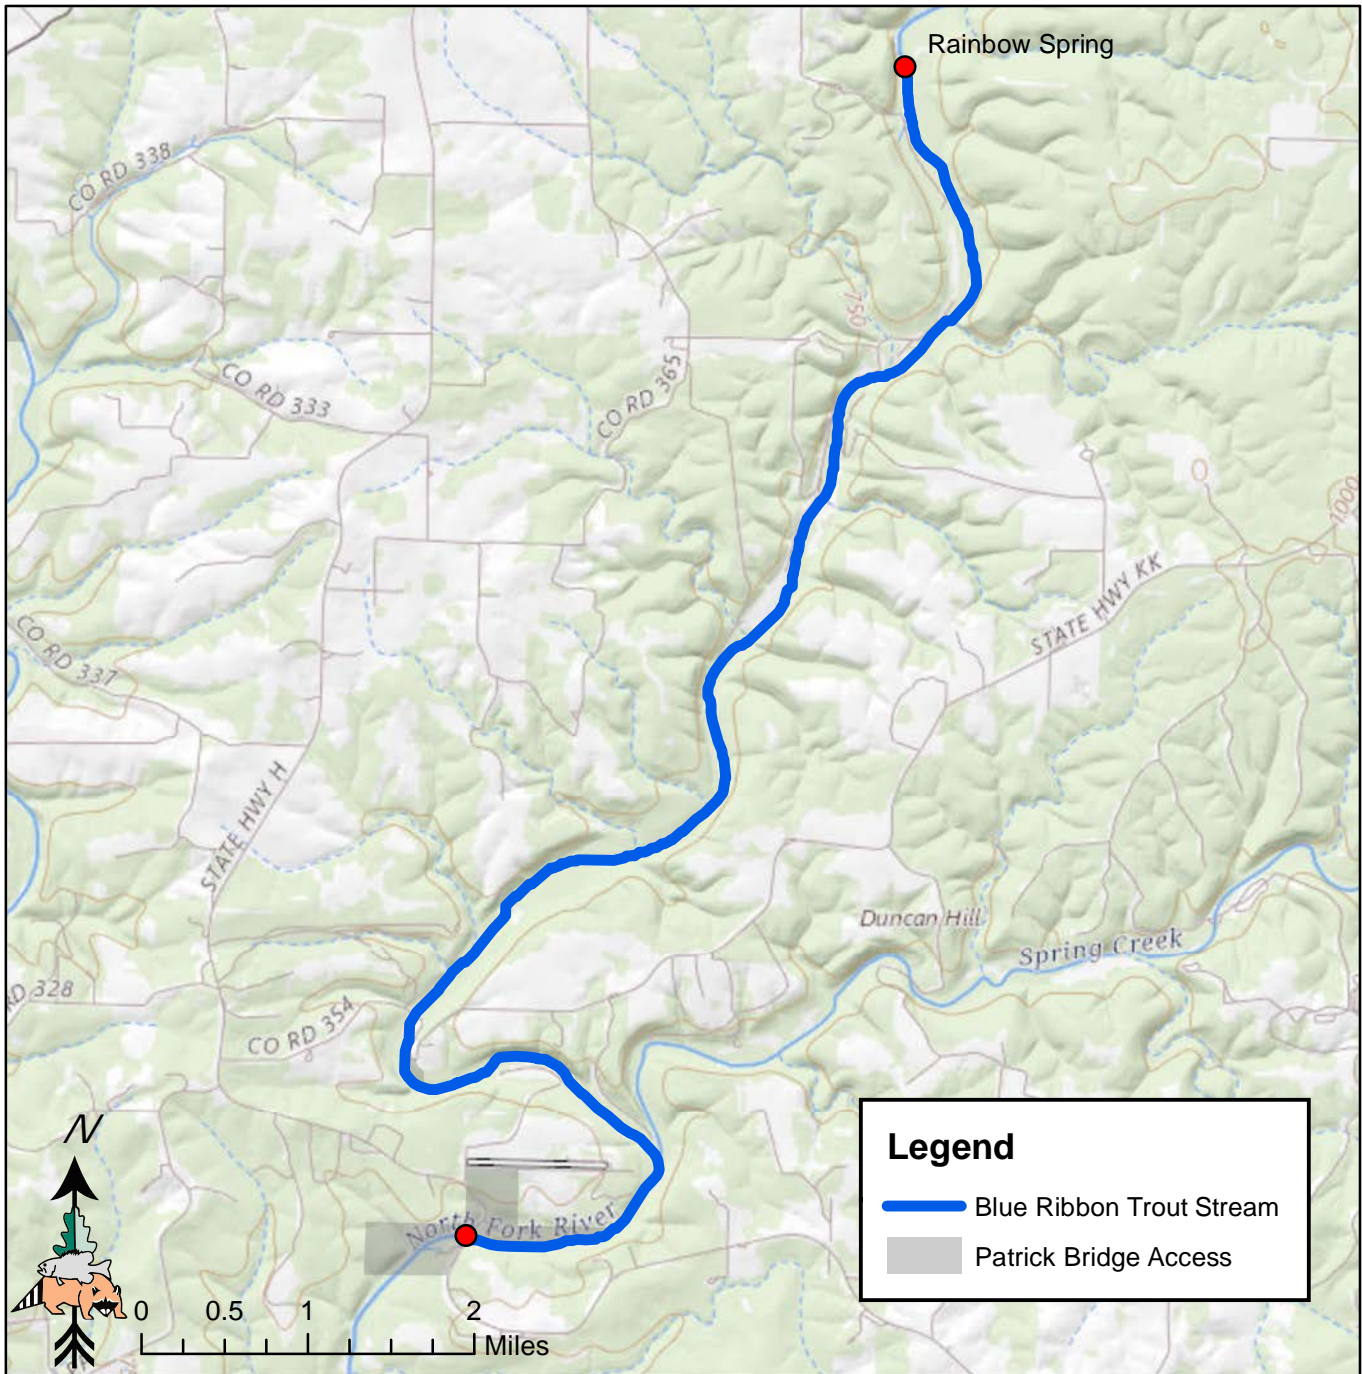 Rainbow Spring
CO RD 338
750
CO RD 333
CO RD 365
1000
STATE HWY KK
CO RD 337
STATE HWY H
Duncan Hill
Spring Creek
RD 328
CO RD 354
North Fork River
N
Legend
Blue Ribbon Trout Stream
Patrick Bridge Access
0 0.5 1 2
Miles